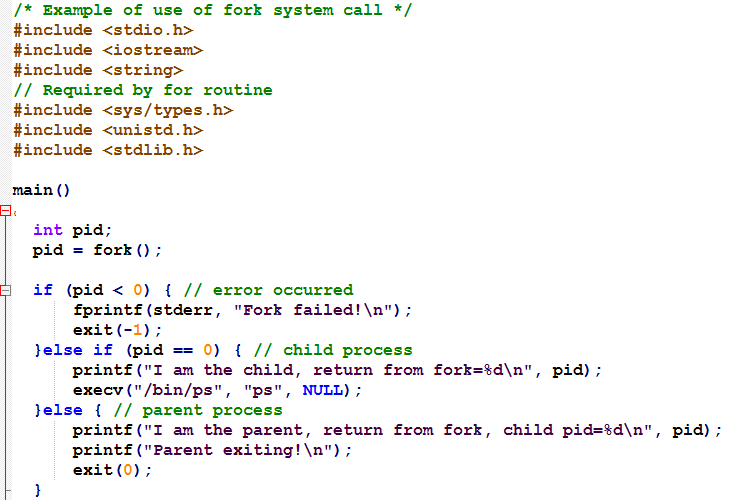 /* Example of use of fork system call */
#include <stdio.h>
#include <iostream>
#include <string>
// Required by for routine
#include <sys/types.h>
#include <unistd.h>
#include <stdlib.h>
main()
{
int pid;
pid = fork();
if (pid < 0) { // error occurred
fprintf(stderr, "Fork failed!\n");
exit(-1);
}else if (pid == 0) { // child process
printf("I am the child, return from fork=%d\n", pid);
execv("/bin/ps", "ps", NULL);
}else { // parent process
printf("I am the parent, return from fork, child pid=%d\n", pid);
printf("Parent exiting!\n");
exit(0);
}